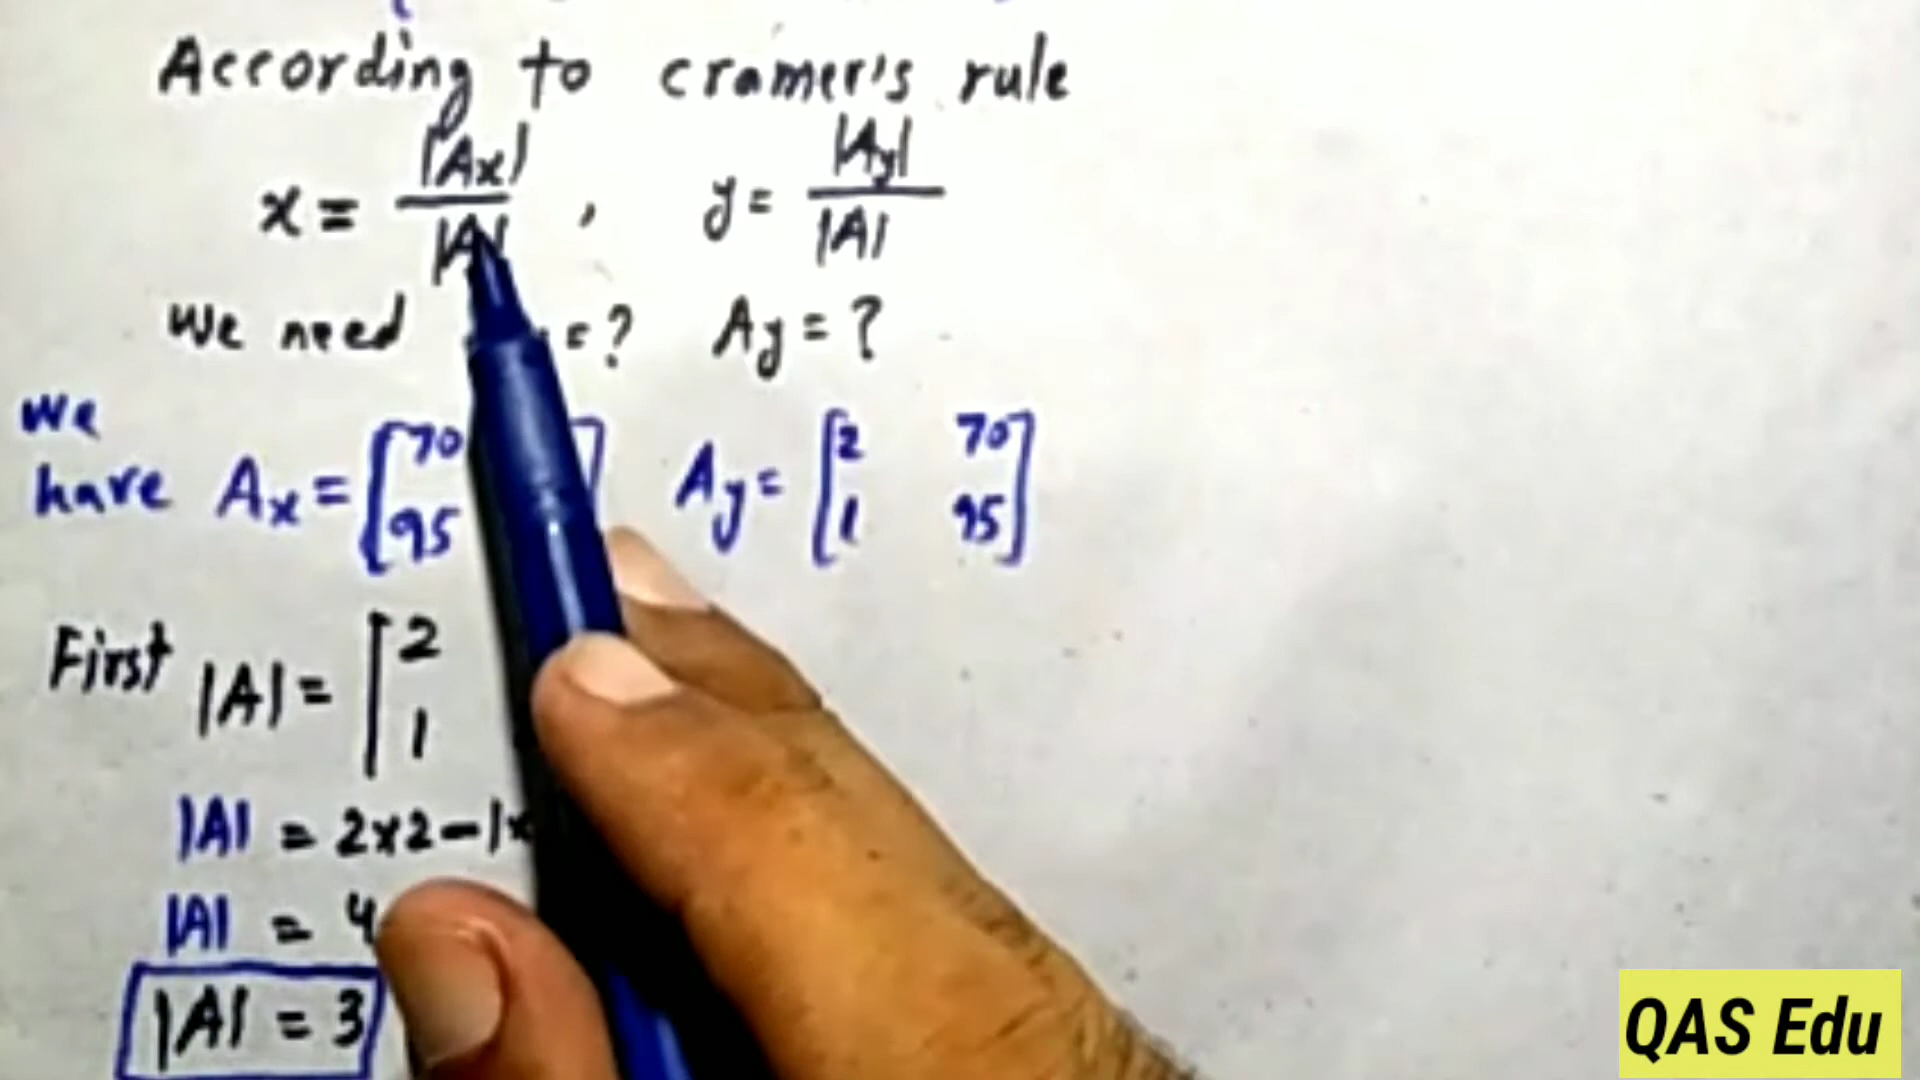 According to cramer's rule
x = |Ax| / |A| , y = |Ay| / |A|
We need =? Ay = ?
We
have Ax = [70 95 ] Ay = [2 70 1 95]
First |A| = |2 1
|A| = 2x2-1x
|A| = 4
|A| = 3
QAS Edu